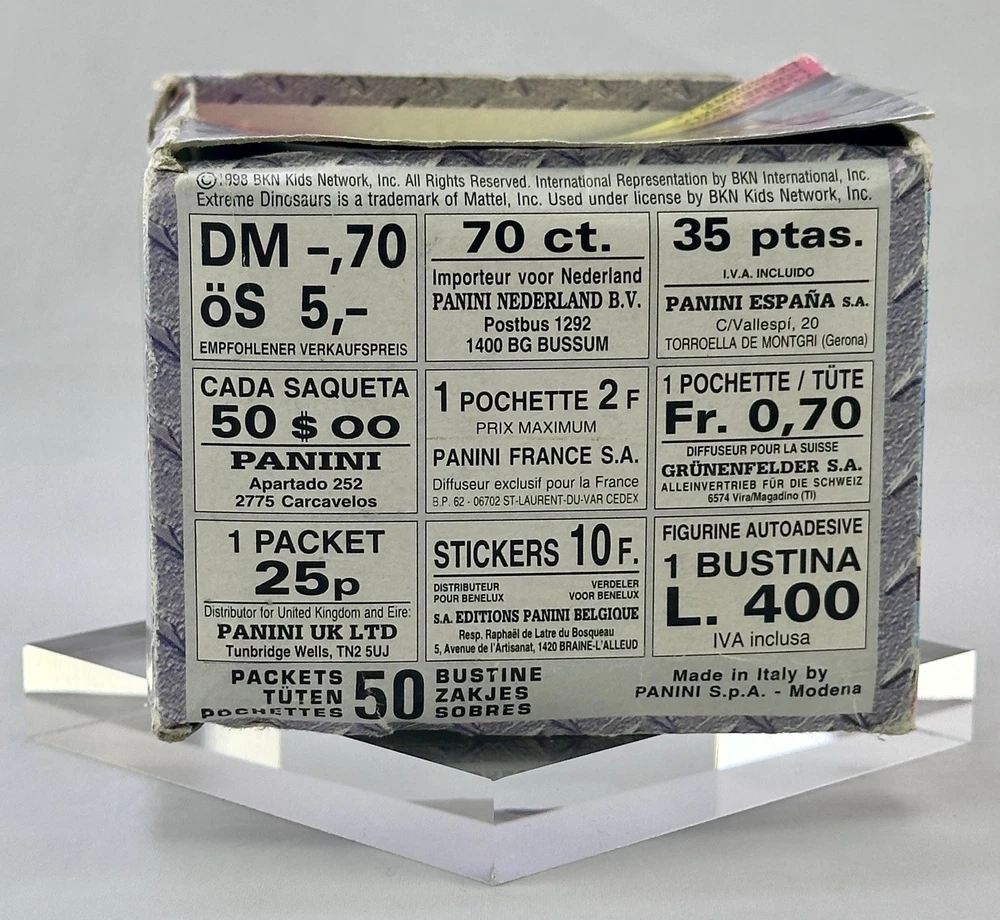 ©1998 BKN Kids Network, Inc. All Rights Reserved. International Representation by BKN International, Inc.
Extreme Dinosaurs is a trademark of Mattel, Inc. Used under license by BKN Kids Network, Inc.
DM -,70
öS 5,-
EMPFOHLENER VERKAUFSPREIS
70 ct.
Importeur voor Nederland
PANINI NEDERLAND B.V.
Postbus 1292
1400 BG BUSSUM
35 ptas.
I.V.A. INCLUIDO
PANINI ESPAÑA S.A.
C/Vallespí, 20
TORROELLA DE MONTGRI (Gerona)
CADA SAQUETA
50 $ 00
PANINI
Apartado 252
2775 Carcavelos
1 POCHETTE 2 F
PRIX MAXIMUM
PANINI FRANCE S.A.
Diffuseur exclusif pour la France
B.P. 62 - 06702 ST-LAURENT-DU-VAR CEDEX
1 POCHETTE / TÜTE
Fr. 0,70
DIFFUSEUR POUR LA SUISSE
GRÜNENFELDER S.A.
ALLEINVERTRIEB FÜR DIE SCHWEIZ
6574 Vira/Magadino (TI)
1 PACKET
25p
Distributor for United Kingdom and Eire:
PANINI UK LTD
Tunbridge Wells, TN2 5UJ
STICKERS 10 F.
DISTRIBUTEUR VERDELER
POUR BENELUX VOOR BENELUX
S.A. EDITIONS PANINI BELGIQUE
Resp. Raphaël de Latre du Bosqueau
5, Avenue de l'Artisanat, 1420 BRAINE-L'ALLEUD
FIGURINE AUTOADESIVE
1 BUSTINA
L. 400
IVA inclusa
PACKETS
TÜTEN
POCHETTES
50
BUSTINE
ZAKJES
SOBRES
Made in Italy by
PANINI S.p.A. - Modena